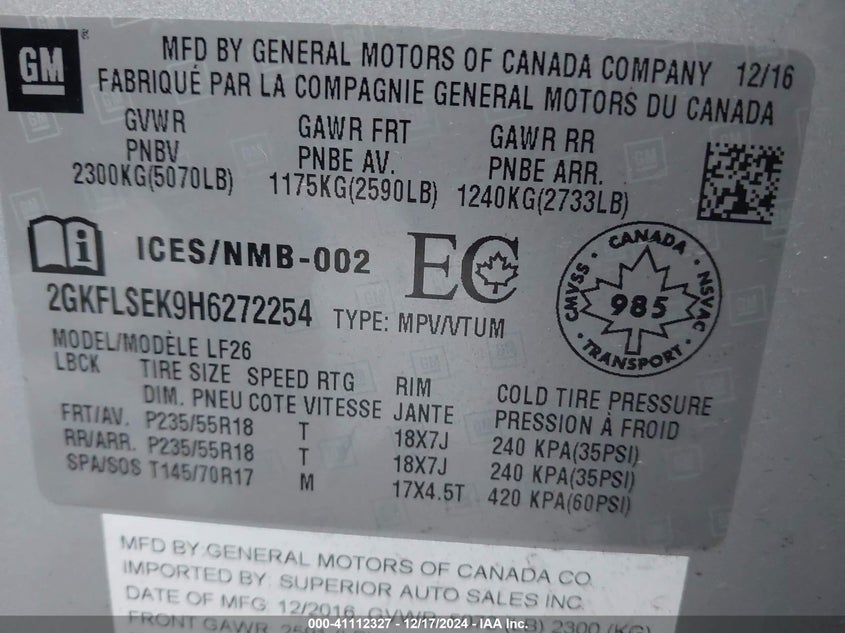 GM
MFD BY GENERAL MOTORS OF CANADA COMPANY 12/16
FABRIQUÉ PAR LA COMPAGNIE GENERAL MOTORS DU CANADA
GVWR GAWR FRT GAWR RR
PNBV PNBE AV. PNBE ARR.
2300KG(5070LB) 1175KG(2590LB) 1240KG(2733LB)
ICES/NMB-002 EC
CANADA
CMVSS 985 NSVAC
TRANSPORT
2GKFLSEK9H6272254 TYPE: MPV/VTUM
MODEL/MODÈLE LF26
LBCK TIRE SIZE SPEED RTG RIM COLD TIRE PRESSURE
DIM. PNEU COTE VITESSE JANTE PRESSION À FROID
FRT/AV. P235/55R18 T 18X7J 240 KPA(35PSI)
RR/ARR. P235/55R18 T 18X7J 240 KPA(35PSI)
SPA/SOS T145/70R17 M 17X4.5T 420 KPA(60PSI)
MFD BY GENERAL MOTORS OF CANADA CO.
IMPORTED BY: SUPERIOR AUTO SALES INC.
DATE OF MFG: 12/2016 GVWR
FRONT GAWR 2300 (KG)
000-41112327 - 12/17/2024 - IAA